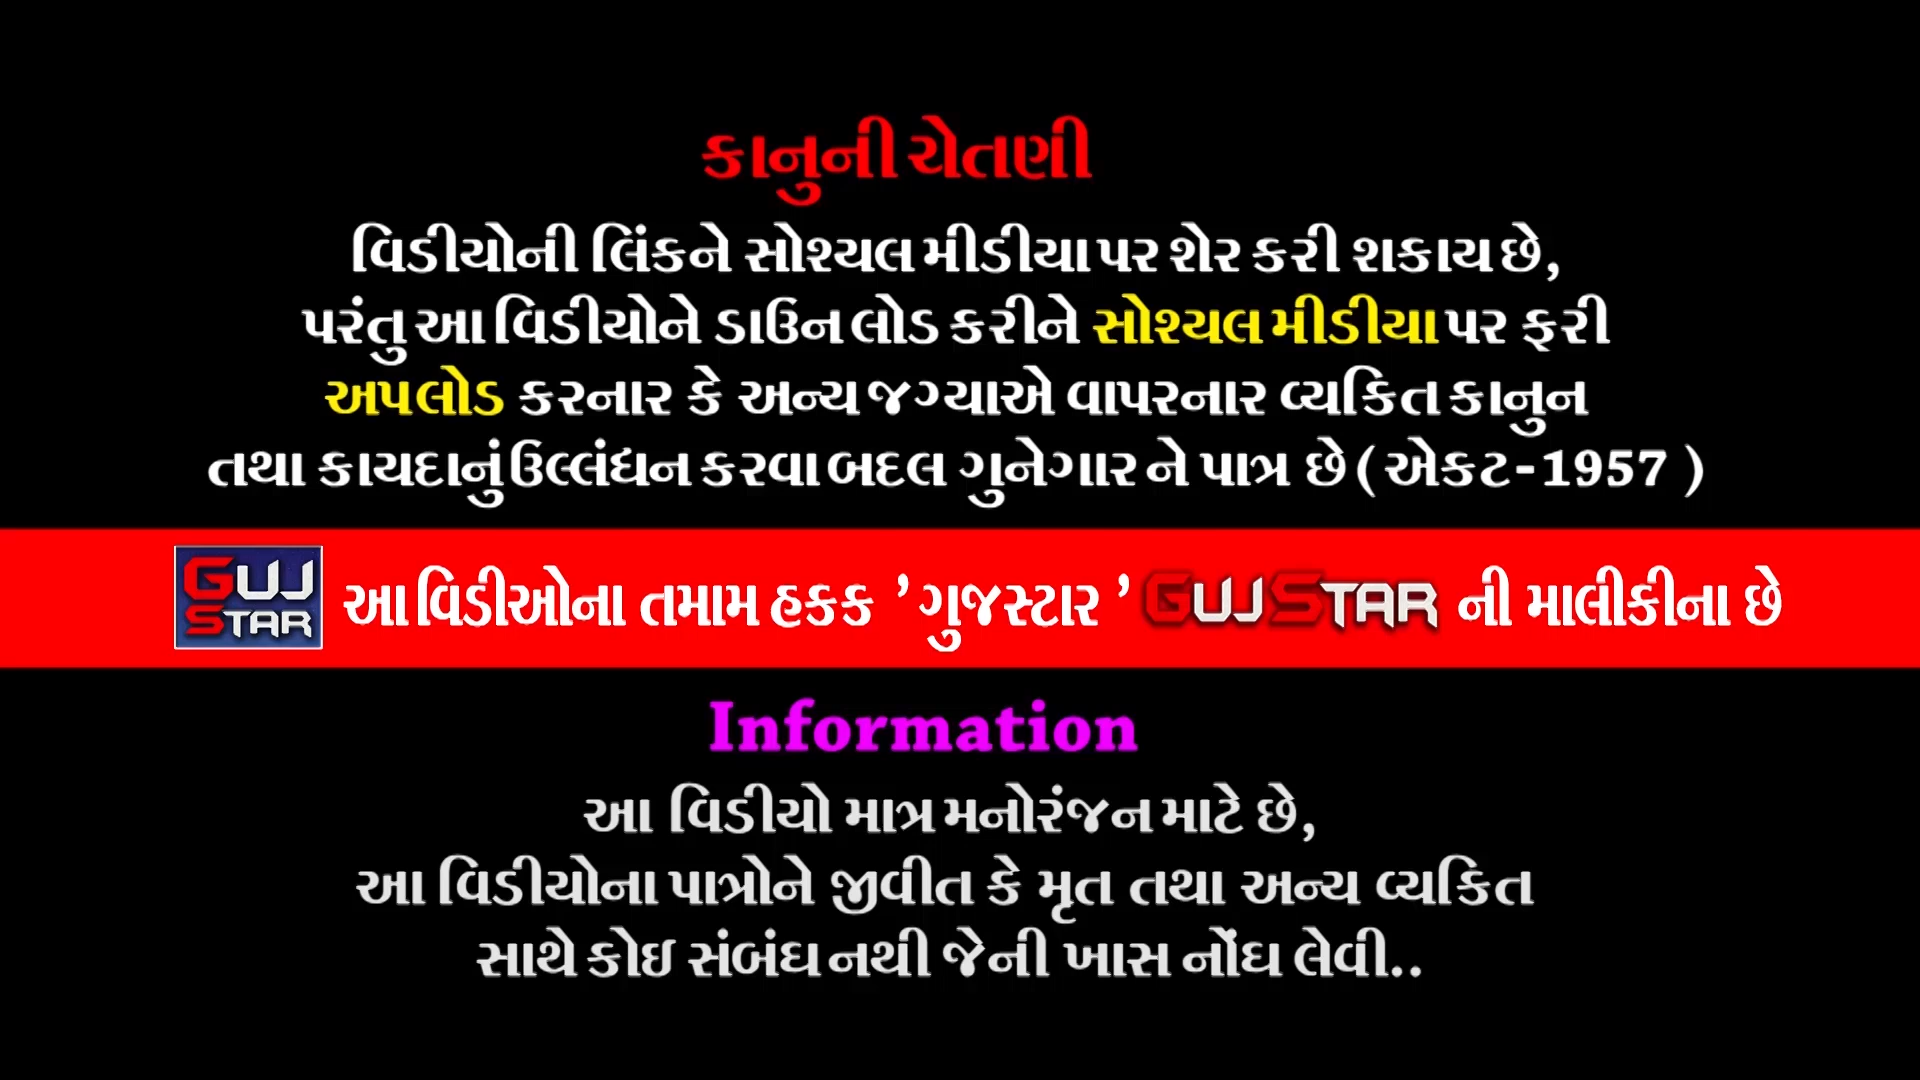 કાનુની ચેતણી
વિડીયોની લિંકને સોશ્યલ મીડીયા પર શેર કરી શકાય છે,
પરંતુ આ વિડીયોને ડાઉન લોડ કરીને સોશ્યલ મીડીયા પર ફરી
અપલોડ કરનાર કે અન્ય જગ્યાએ વાપરનાર વ્યકિત કાનુન
તથા કાયદાનું ઉલ્લંઘન કરવા બદલ ગુનેગાર ને પાત્ર છે ( એકટ-1957 )
GUJ STAR આ વિડીઓના તમામ હકક ’ ગુજસ્ટાર ’ GUJ STAR ની માલીકીના છે
Information
આ વિડીયો માત્ર મનોરંજન માટે છે,
આ વિડીયોના પાત્રોને જીવીત કે મૃત તથા અન્ય વ્યકિત
સાથે કોઇ સંબંઘ નથી જેની ખાસ નોંઘ લેવી..